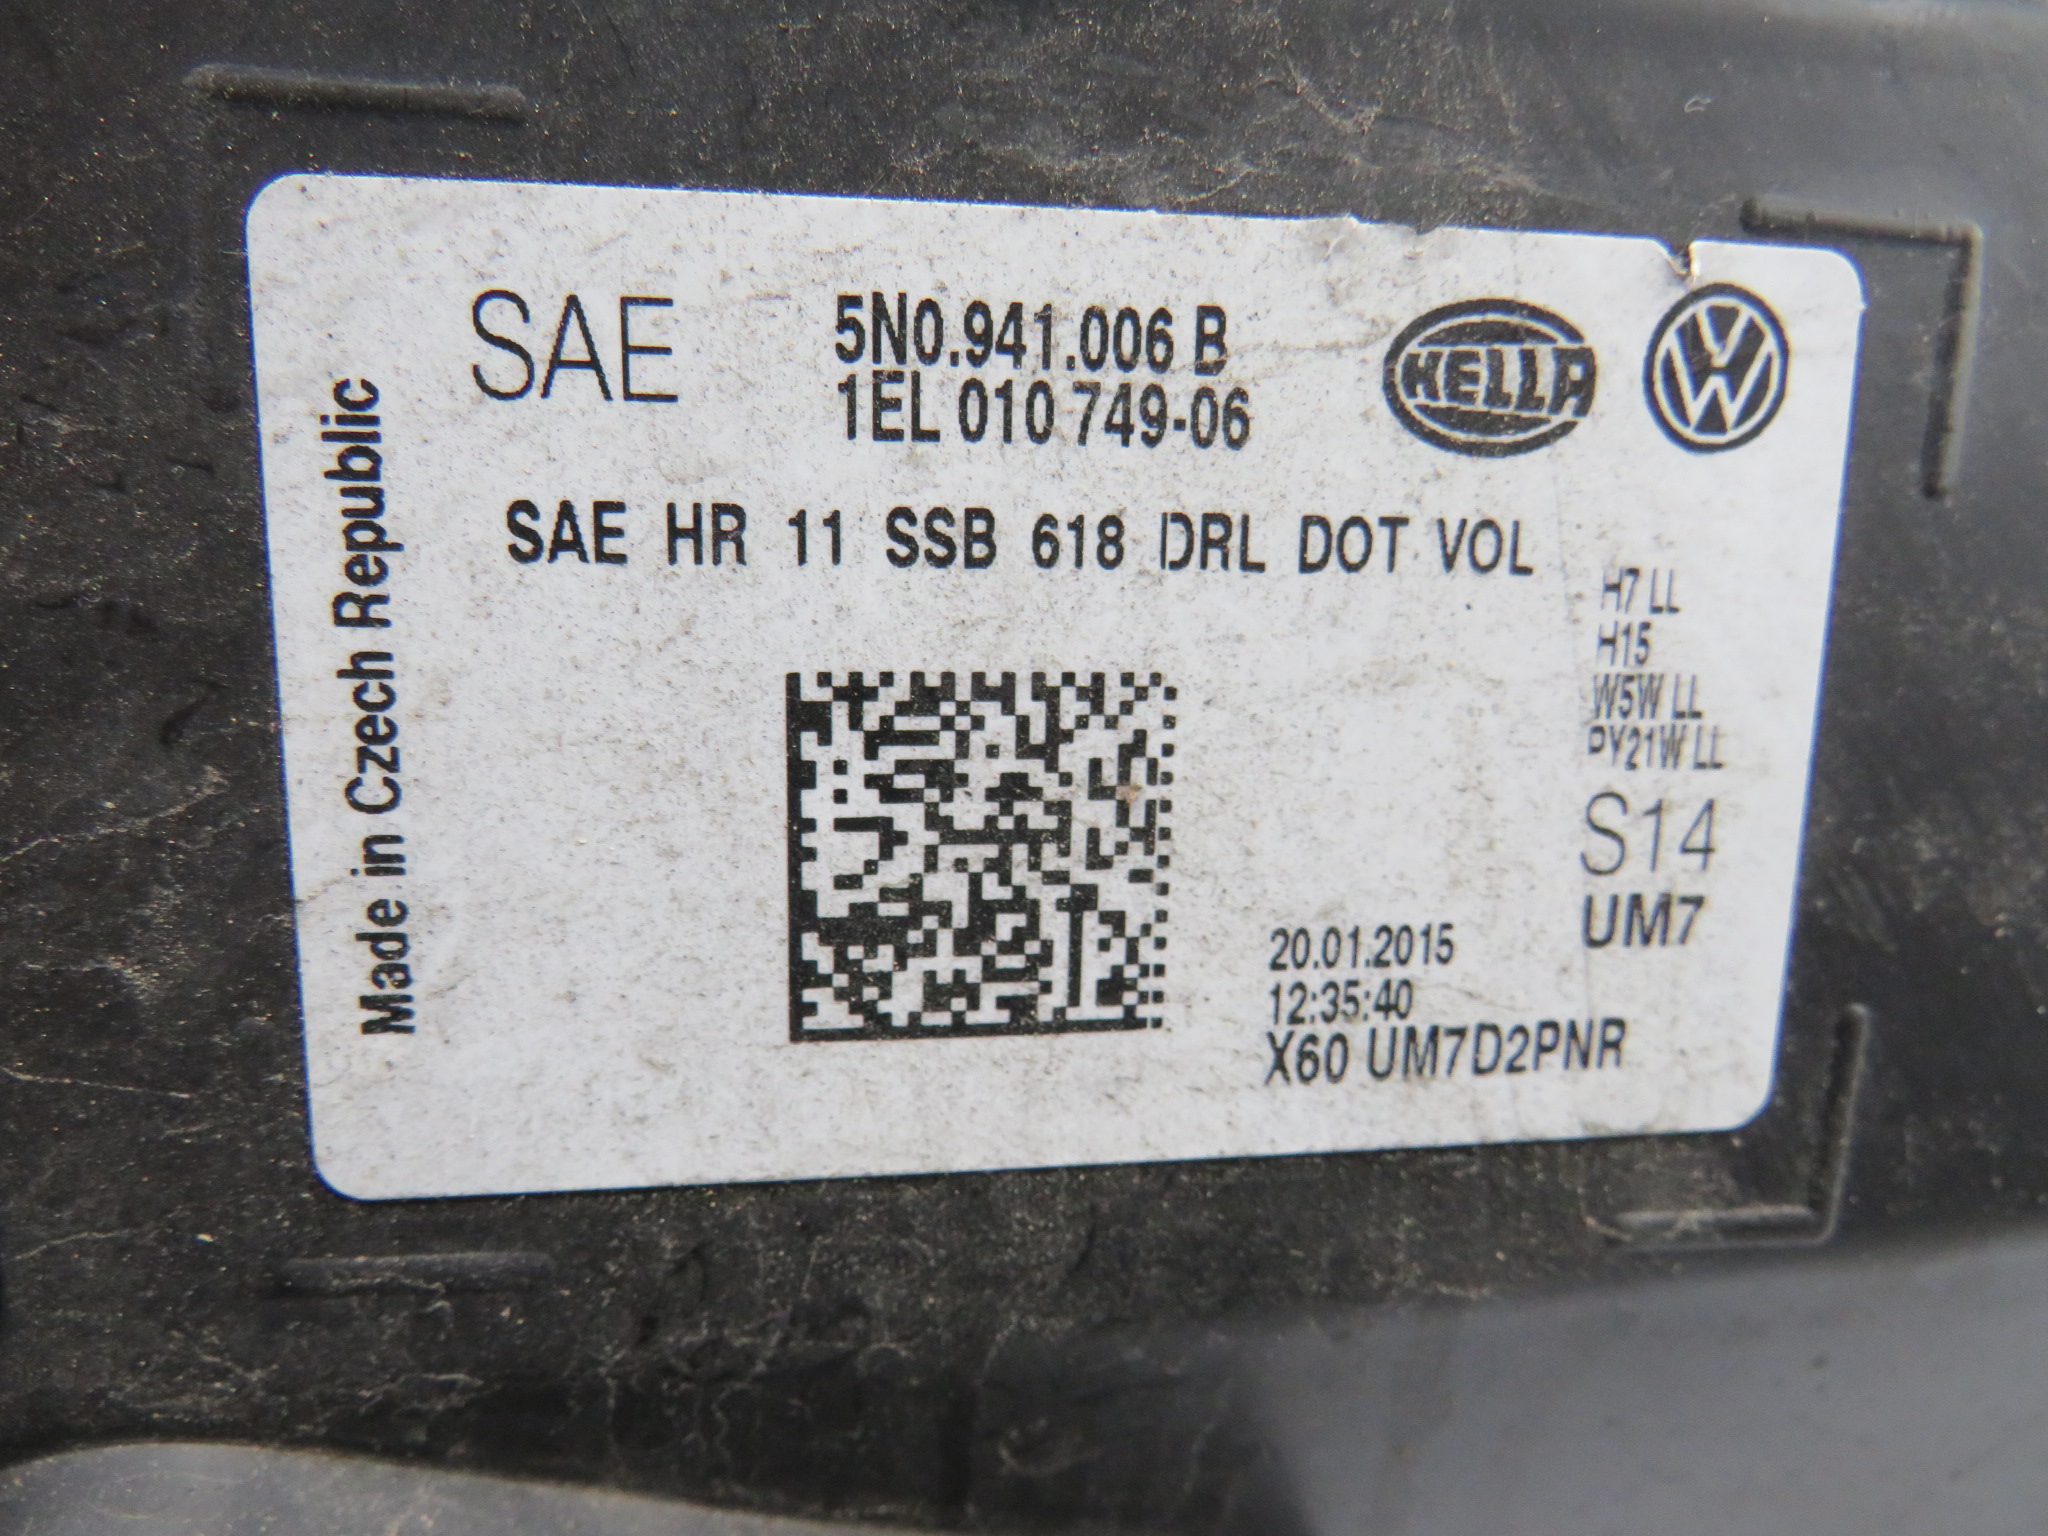 SAE
5N0.941.006 B
1EL 010 749-06
HELLA
SAE HR 11 SSB 618 DRL DOT VOL
H7 LL
H15
W5W LL
PY21W LL
S14
UM7
20.01.2015
12:35:40
X60 UM7D2PNR
Made in Czech Republic